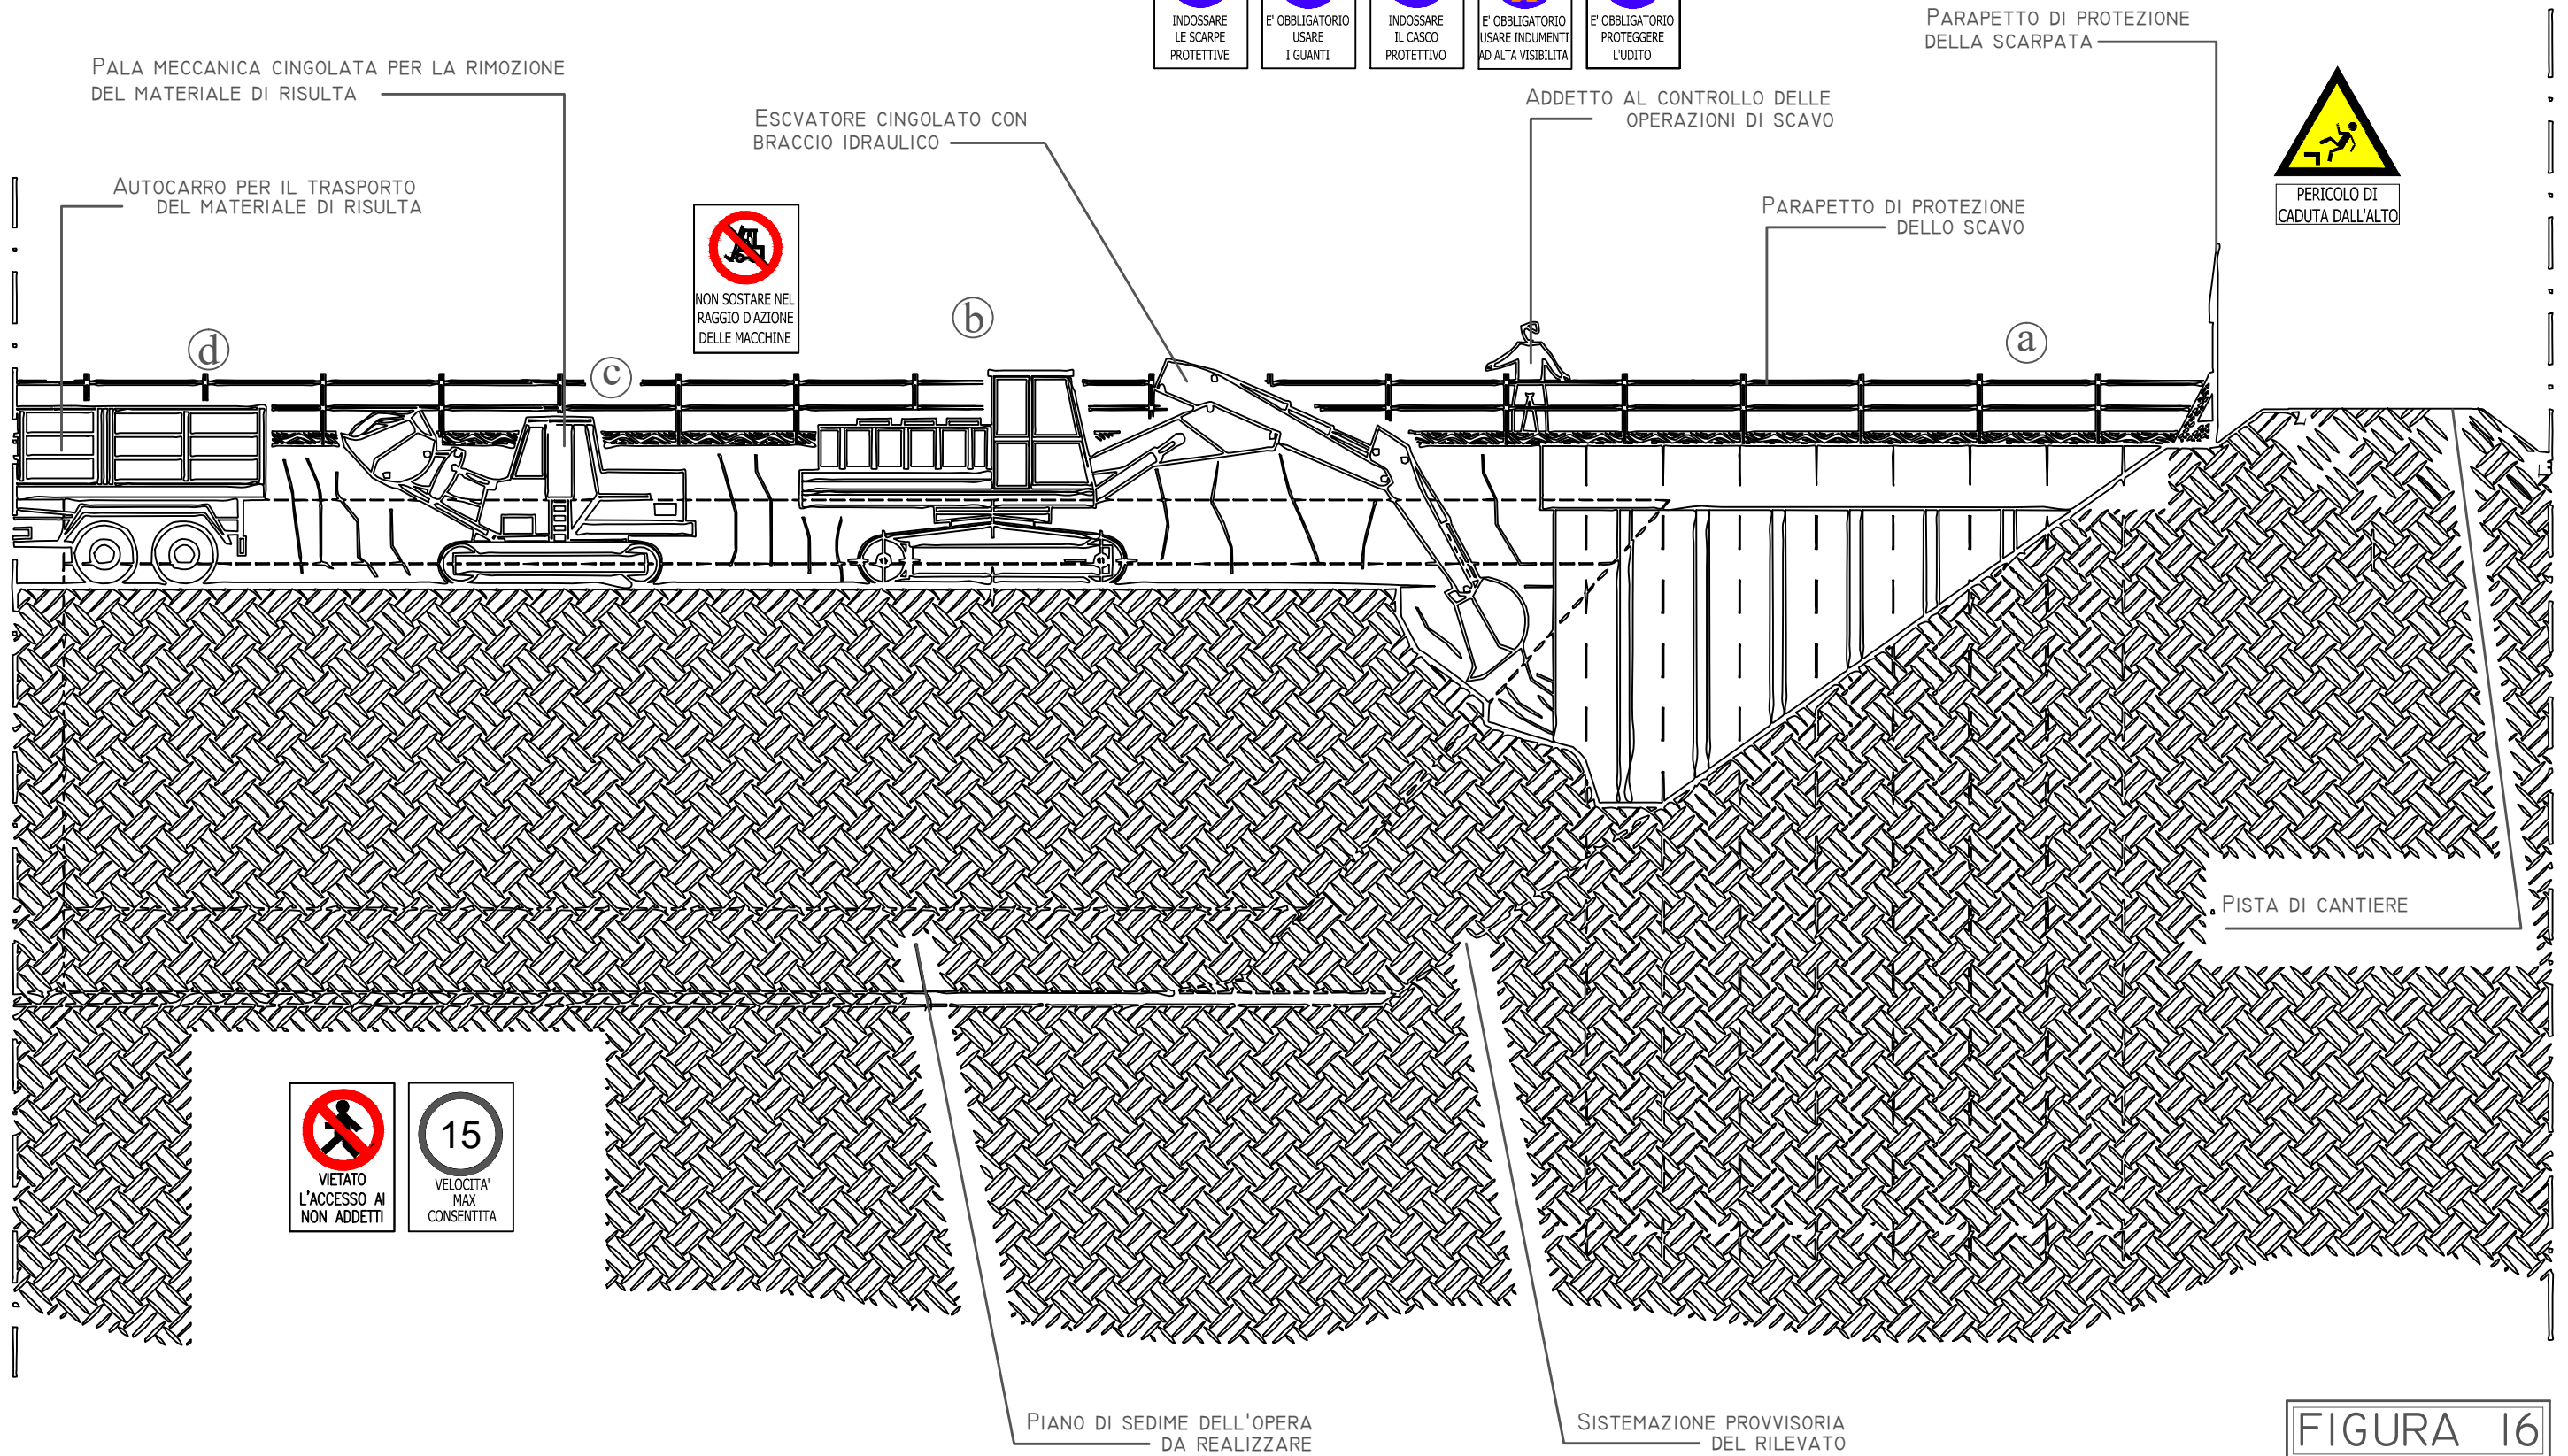 INDOSSARE
LE SCARPE
PROTETTIVE
E' OBBLIGATORIO
USARE
I GUANTI
INDOSSARE
IL CASCO
PROTETTIVO
E' OBBLIGATORIO
USARE INDUMENTI
AD ALTA VISIBILITA'
E' OBBLIGATORIO
PROTEGGERE
L'UDITO
PARAPETTO DI PROTEZIONE
DELLA SCARPATA
PALA MECCANICA CINGOLATA PER LA RIMOZIONE
DEL MATERIALE DI RISULTA
ESCVATORE CINGOLATO CON
BRACCIO IDRAULICO
ADDETTO AL CONTROLLO DELLE
OPERAZIONI DI SCAVO
AUTOCARRO PER IL TRASPORTO
DEL MATERIALE DI RISULTA
PARAPETTO DI PROTEZIONE
DELLO SCAVO
PERICOLO DI
CADUTA DALL'ALTO
NON SOSTARE NEL
RAGGIO D'AZIONE
DELLE MACCHINE
d
c
b
a
PISTA DI CANTIERE
VIETATO
L'ACCESSO AI
NON ADDETTI
15
VELOCITA'
MAX
CONSENTITA
PIANO DI SEDIME DELL'OPERA
DA REALIZZARE
SISTEMAZIONE PROVVISORIA
DEL RILEVATO
FIGURA 16